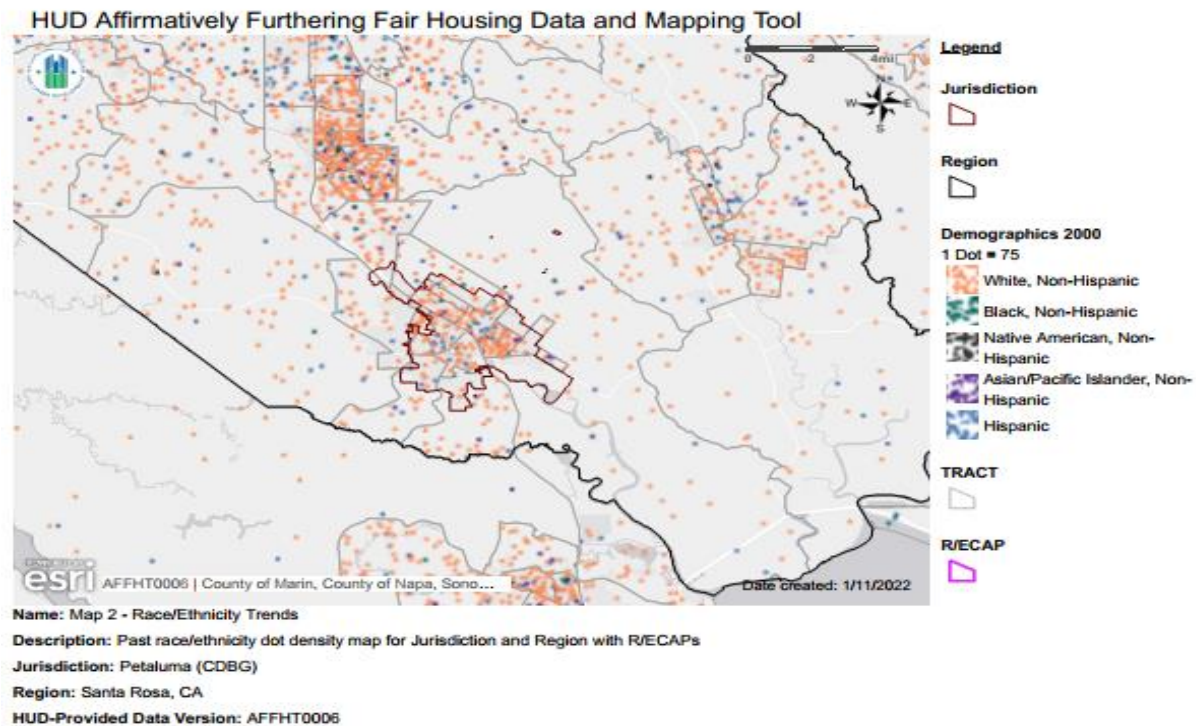 HUD Affirmatively Furthering Fair Housing Data and Mapping Tool
0 2 4mi
N
W E
S
Legend
Jurisdiction
Region
Demographics 2000
1 Dot = 75
White, Non-Hispanic
Black, Non-Hispanic
Native American, Non-
Hispanic
Asian/Pacific Islander, Non-
Hispanic
Hispanic
TRACT
R/ECAP
esri
AFFHT0006 | County of Marin, County of Napa, Sono...
Date created: 1/11/2022
Name: Map 2 - Race/Ethnicity Trends
Description: Past race/ethnicity dot density map for Jurisdiction and Region with R/ECAPs
Jurisdiction: Petaluma (CDBG)
Region: Santa Rosa, CA
HUD-Provided Data Version: AFFHT0006